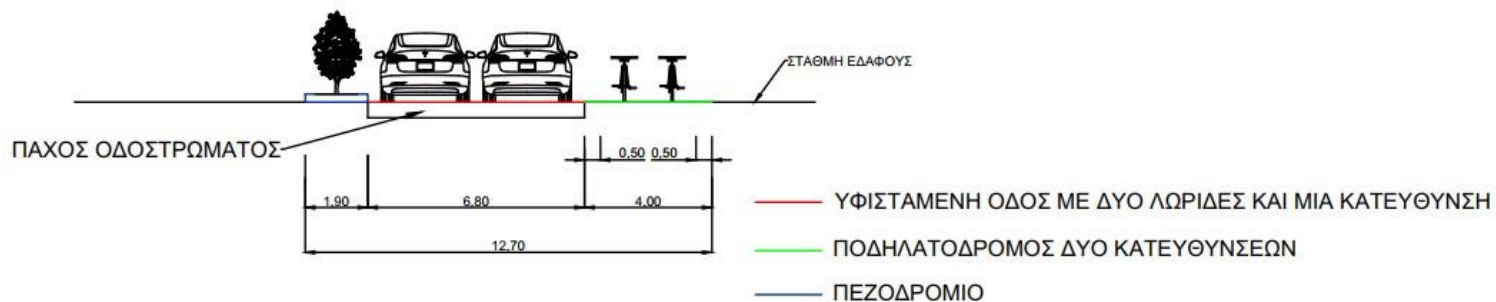 ΣΤΑΘΜΗ ΕΔΑΦΟΥΣ
ΠΑΧΟΣ ΟΔΟΣΤΡΩΜΑΤΟΣ
0,50 0,50
1,90 6,80 4,00
12,70
ΥΦΙΣΤΑΜΕΝΗ ΟΔΟΣ ΜΕ ΔΥΟ ΛΩΡΙΔΕΣ ΚΑΙ ΜΙΑ ΚΑΤΕΥΘΥΝΣΗ
ΠΟΔΗΛΑΤΟΔΡΟΜΟΣ ΔΥΟ ΚΑΤΕΥΘΥΝΣΕΩΝ
ΠΕΖΟΔΡΟΜΙΟ